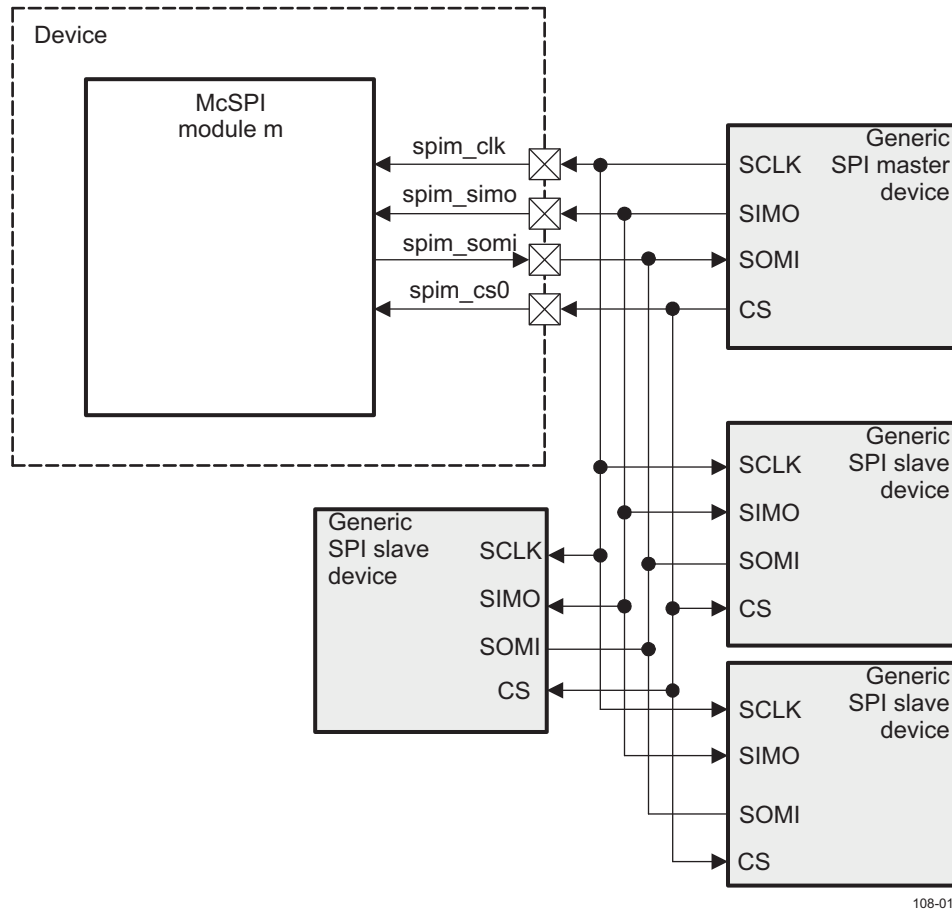 Device
McSPI
module m
spim_clk
spim_simo
spim_somi
spim_cs0
Generic
SPI master
device
SCLK
SIMO
SOMI
CS
Generic
SPI slave
device
SCLK
SIMO
SOMI
CS
Generic
SPI slave
device
SCLK
SIMO
SOMI
CS
Generic
SPI slave
device
SCLK
SIMO
SOMI
CS
108-01